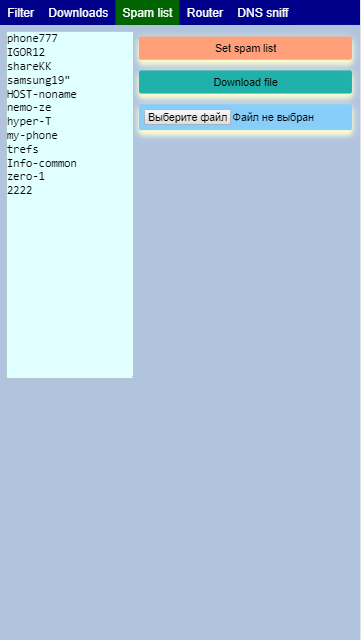 Filter Downloads Spam list Router DNS sniff
phone777
IGOR12
shareKK
samsung19"
HOST-noname
nemo-ze
hyper-T
my-phone
trefs
Info-common
zero-1
2222
Set spam list
Download file
Выберите файл Файл не выбран